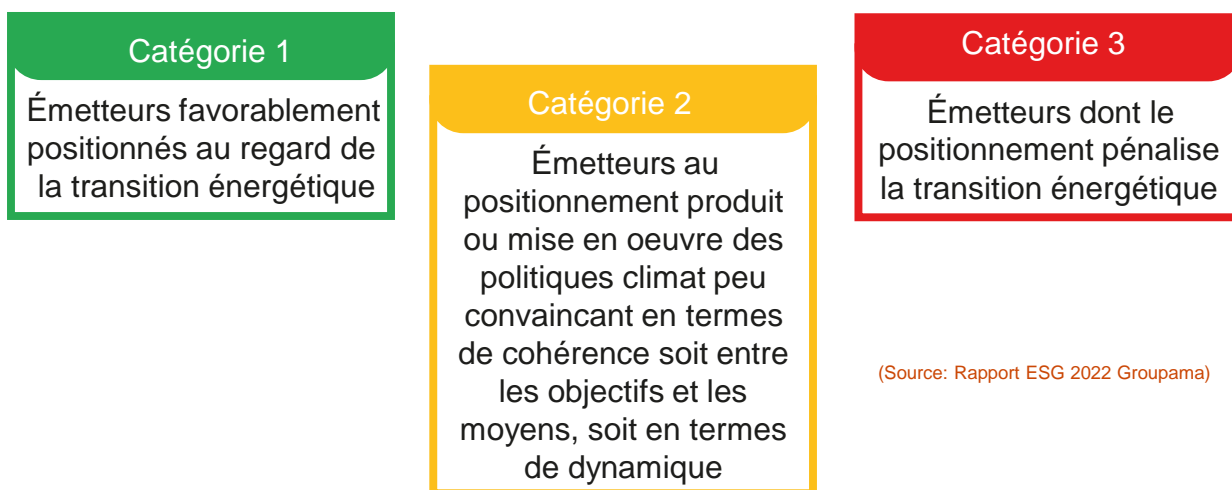 Catégorie 1
Émetteurs favorablement
positionnés au regard de
la transition énergétique
Catégorie 2
Émetteurs au
positionnement produit
ou mise en oeuvre des
politiques climat peu
convaincant en termes
de cohérence soit entre
les objectifs et les
moyens, soit en termes
de dynamique
Catégorie 3
Émetteurs dont le
positionnement pénalise
la transition énergétique
(Source: Rapport ESG 2022 Groupama)